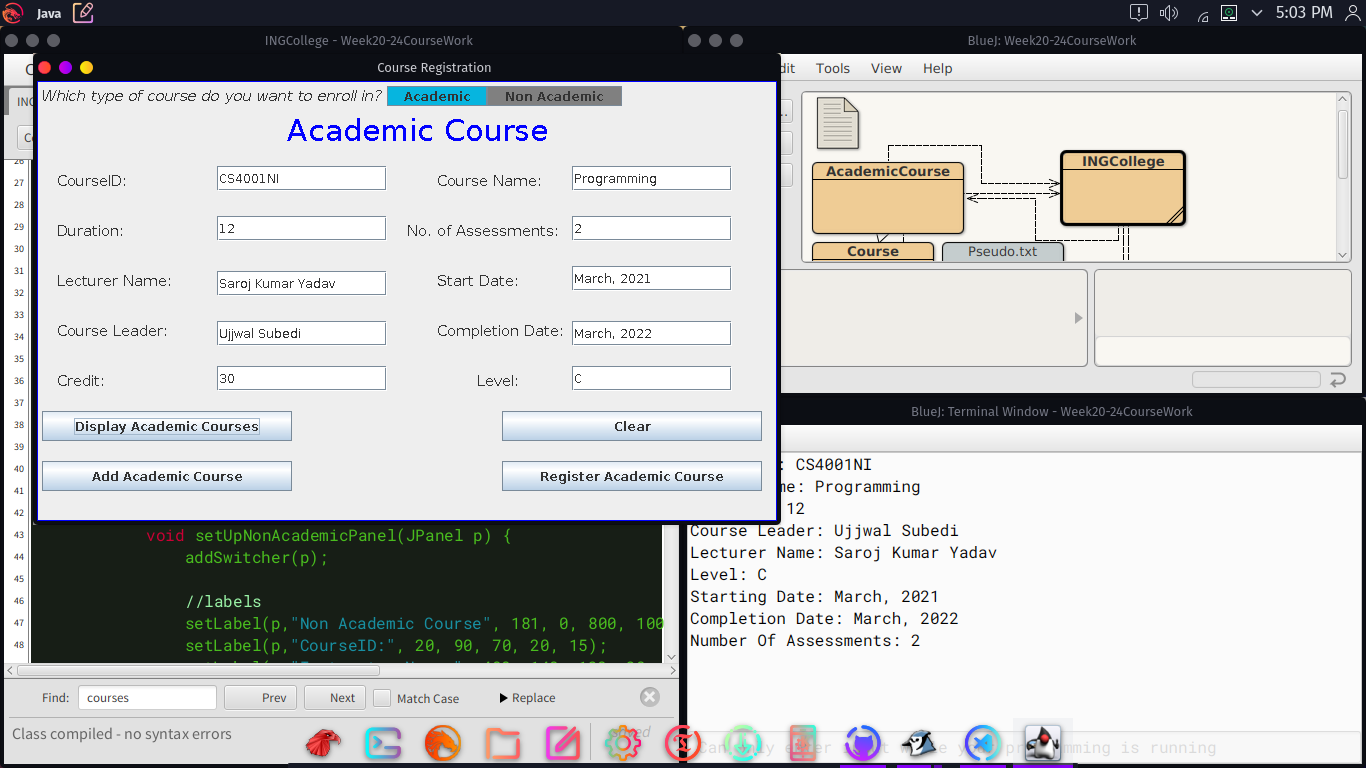 Java
5:03 PM
INGCollege - Week20-24CourseWork
BlueJ: Week20-24CourseWork
Course Registration
Tools View Help
Which type of course do you want to enroll in? Academic Non Academic
Academic Course
CourseID: CS4001NI Course Name: Programming
Duration: 12 No. of Assessments: 2
Lecturer Name: Saroj Kumar Yadav Start Date: March, 2021
Course Leader: Ujjwal Subedi Completion Date: March, 2022
Credit: 30 Level: C
Display Academic Courses Clear
Add Academic Course Register Academic Course
AcademicCourse
INGCollege
Course
Pseudo.txt
27
28
29
30
31
32
33
34
35
36
37
38
39
40
41
42
43 void setUpNonAcademicPanel(JPanel p) {
44 addSwitcher(p);
45
46 //labels
47 setLabel(p,"Non Academic Course", 181, 0, 800, 100
48 setLabel(p,"CourseID:", 20, 90, 70, 20, 15);
Find: courses Prev Next Match Case Replace
Class compiled - no syntax errors
saved
BlueJ: Terminal Window - Week20-24CourseWork
: CS4001NI
me: Programming
12
Course Leader: Ujjwal Subedi
Lecturer Name: Saroj Kumar Yadav
Level: C
Starting Date: March, 2021
Completion Date: March, 2022
Number Of Assessments: 2
Can only enter input while your programming is running